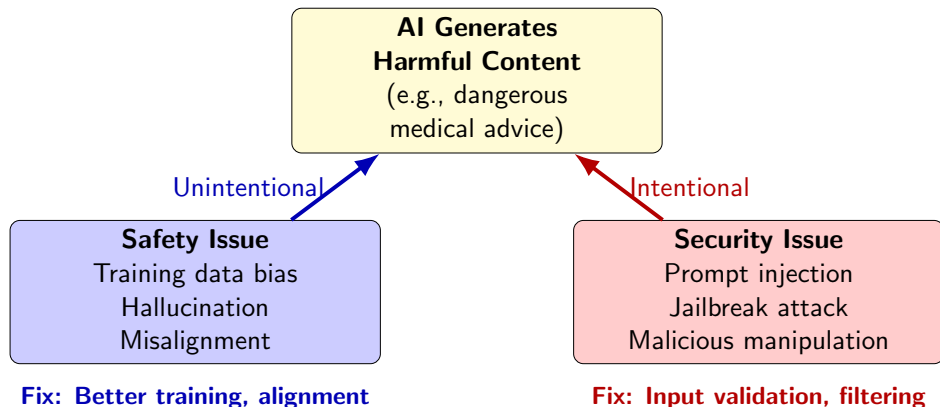 AI Generates
Harmful Content
(e.g., dangerous
medical advice)
Unintentional
Intentional
Safety Issue
Training data bias
Hallucination
Misalignment
Security Issue
Prompt injection
Jailbreak attack
Malicious manipulation
Fix: Better training, alignment
Fix: Input validation, filtering